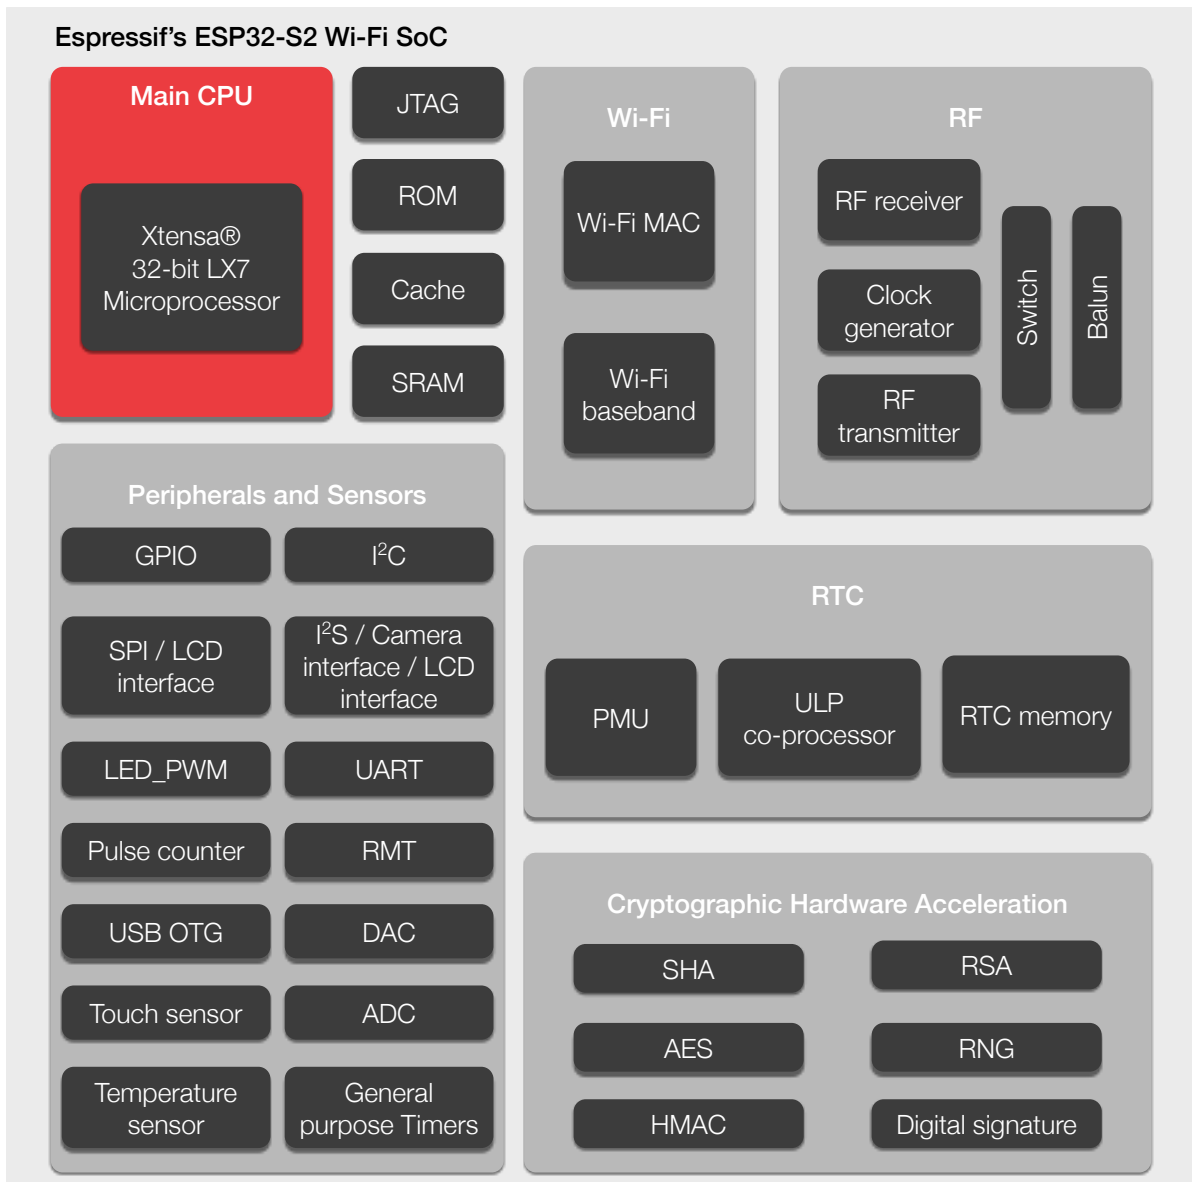 Espressif's ESP32-S2 Wi-Fi SoC
Main CPU
Xtensa®
32-bit LX7
Microprocessor
JTAG
ROM
Cache
SRAM
Wi-Fi
Wi-Fi MAC
Wi-Fi
baseband
RF
RF receiver
Clock
generator
RF
transmitter
Switch
Balun
Peripherals and Sensors
GPIO
I²C
SPI / LCD
interface
I²S / Camera
interface / LCD
interface
LED_PWM
UART
Pulse counter
RMT
USB OTG
DAC
Touch sensor
ADC
Temperature
sensor
General
purpose Timers
RTC
PMU
ULP
co-processor
RTC memory
Cryptographic Hardware Acceleration
SHA
RSA
AES
RNG
HMAC
Digital signature